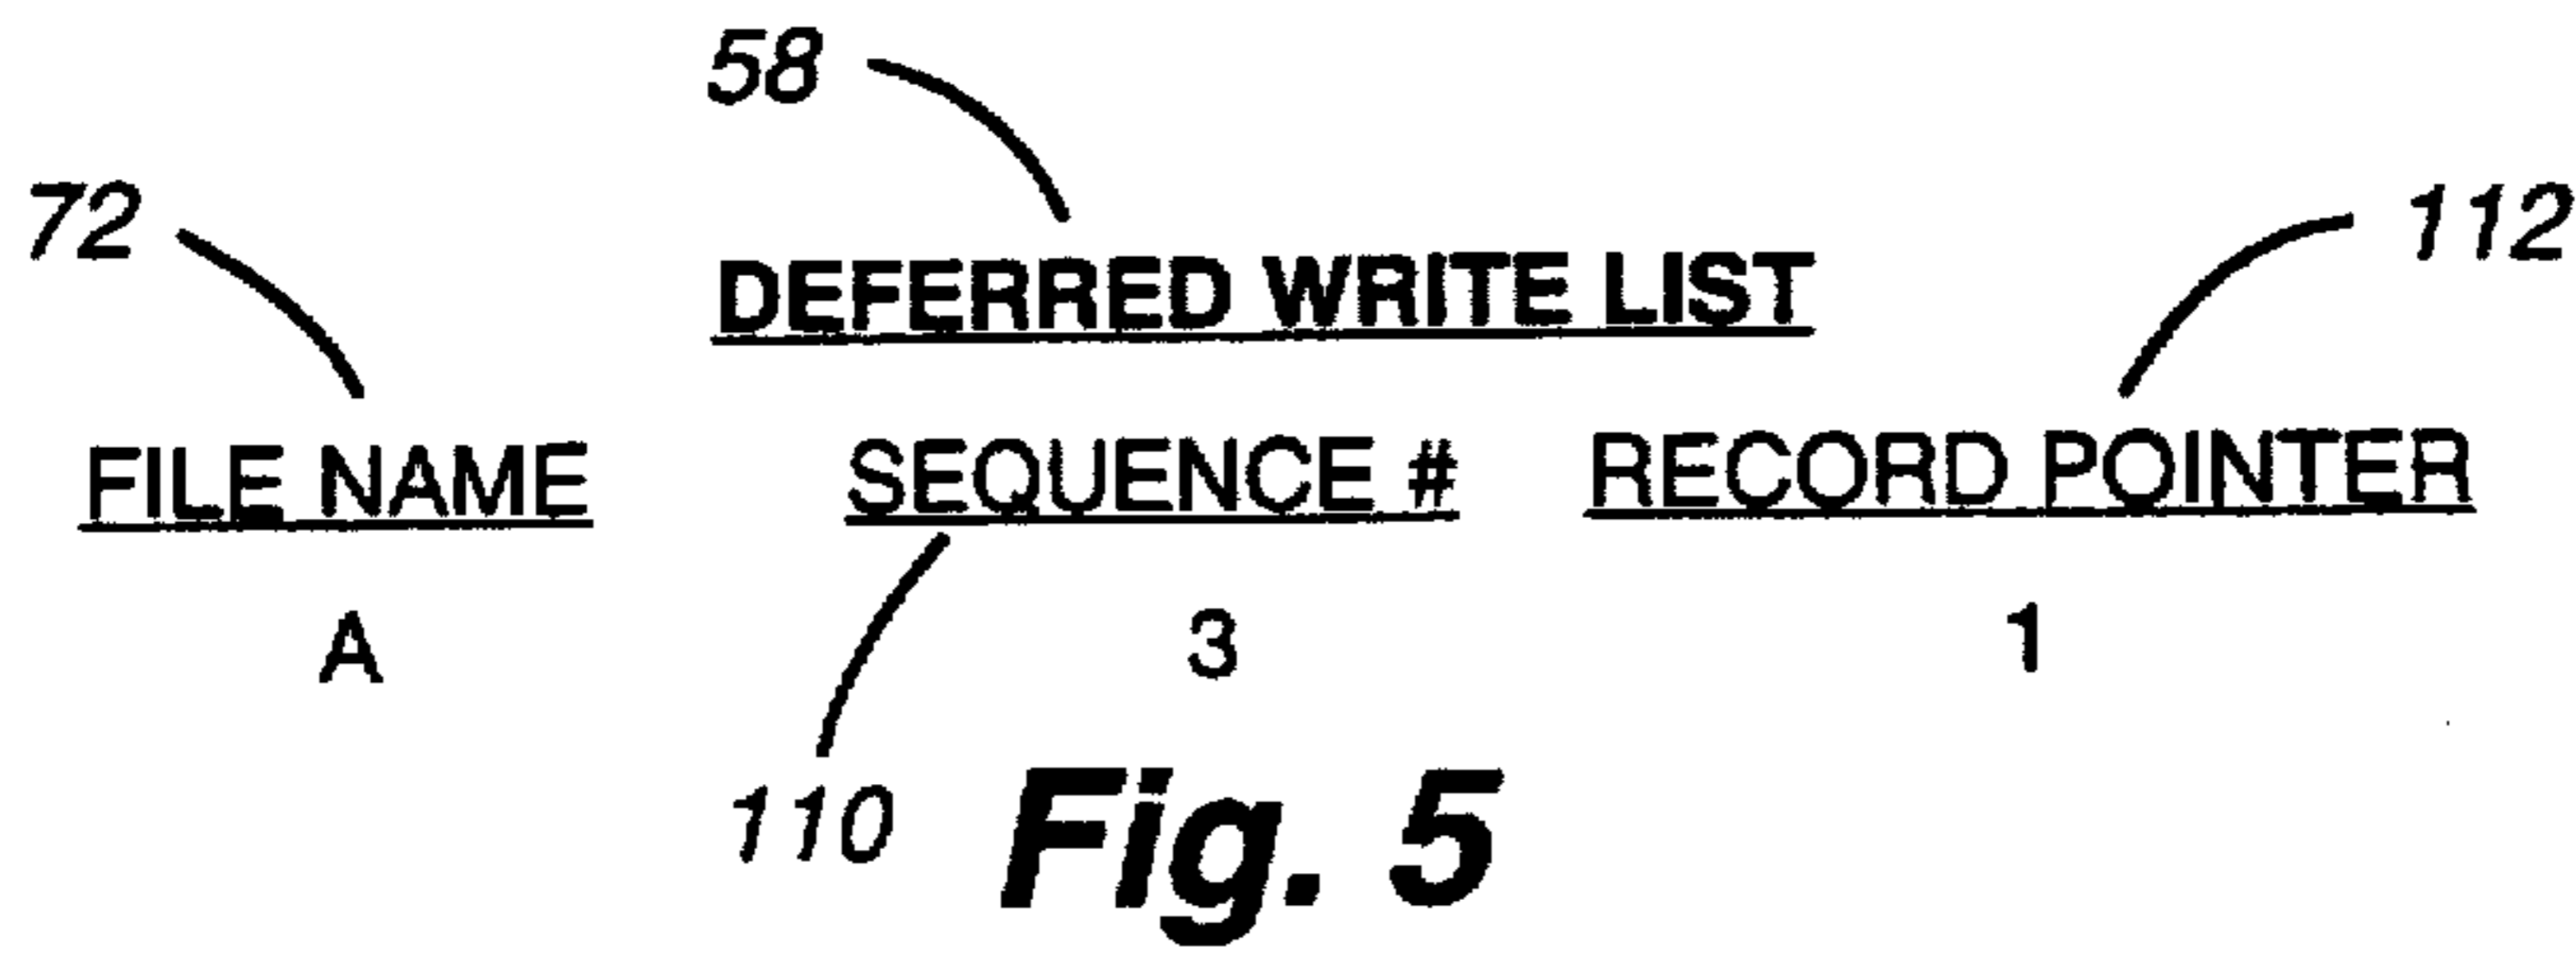 58
72 112
DEFERRED WRITE LIST
FILE NAME SEQUENCE # RECORD POINTER
A 3 1
110 Fig. 5